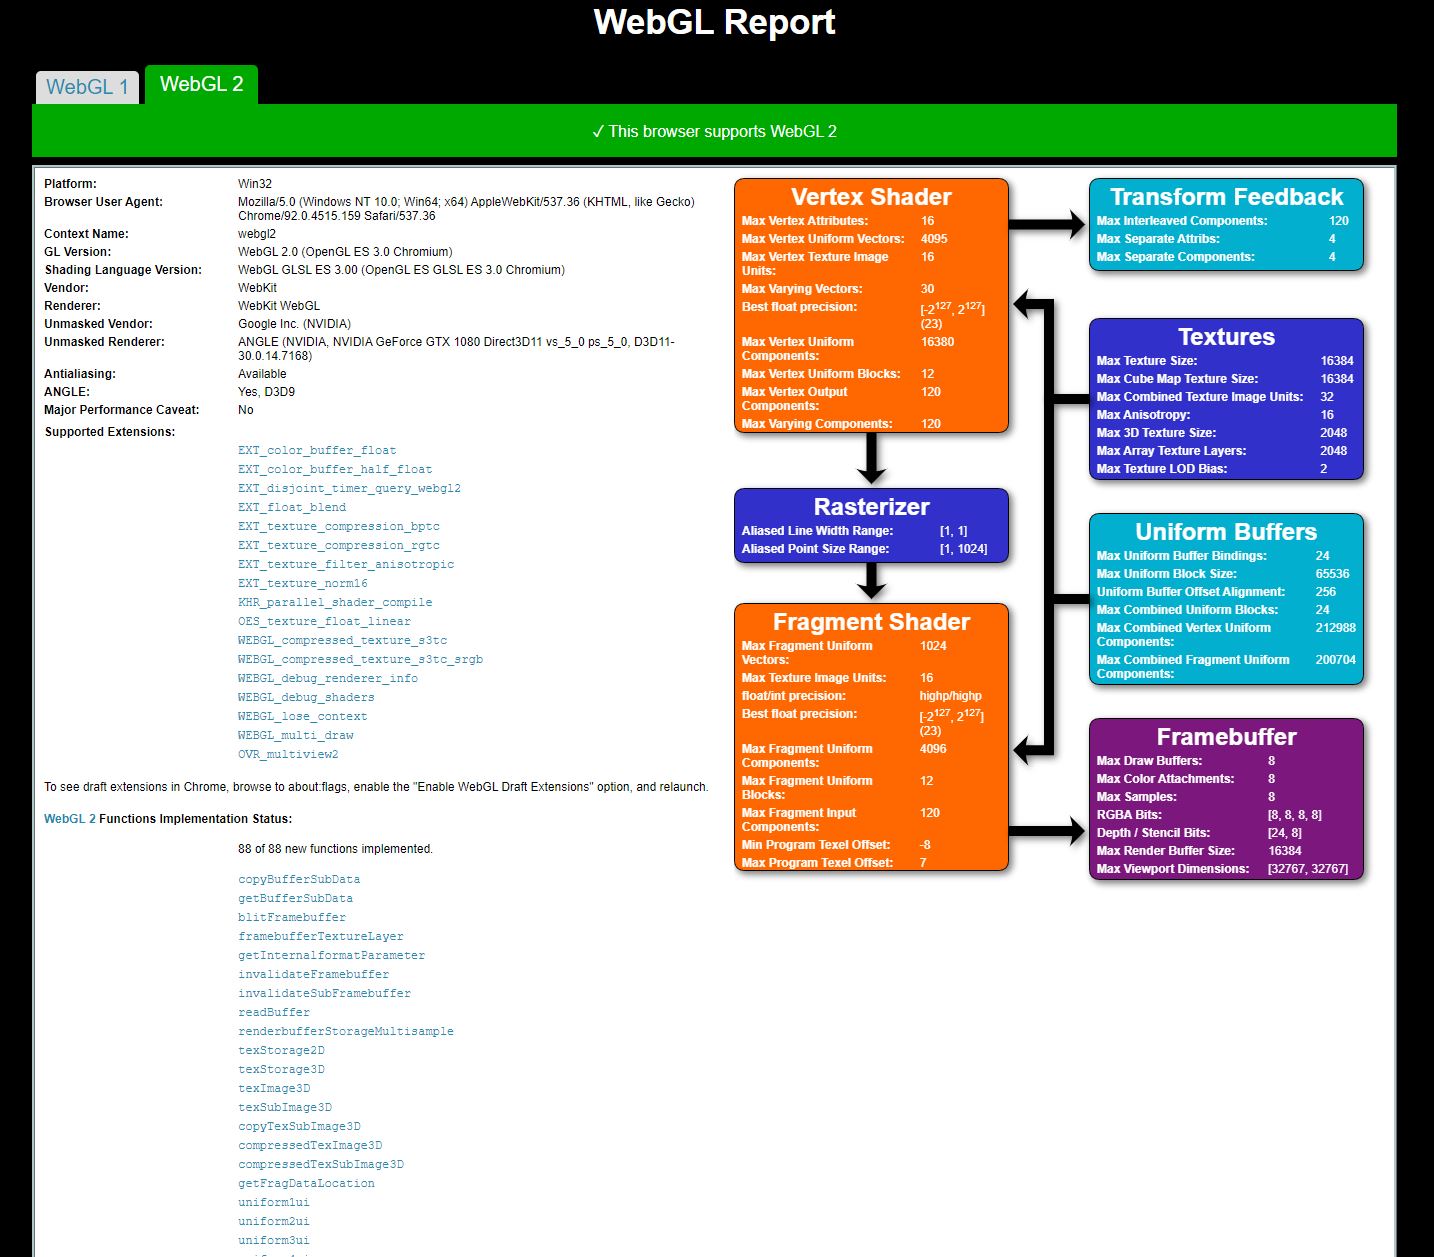 WebGL Report
WebGL 1
WebGL 2
✓ This browser supports WebGL 2
Platform: Win32
Browser User Agent: Mozilla/5.0 (Windows NT 10.0; Win64; x64) AppleWebKit/537.36 (KHTML, like Gecko)
Chrome/92.0.4515.159 Safari/537.36
Context Name: webgl2
GL Version: WebGL 2.0 (OpenGL ES 3.0 Chromium)
Shading Language Version: WebGL GLSL ES 3.00 (OpenGL ES GLSL ES 3.0 Chromium)
Vendor: WebKit
Renderer: WebKit WebGL
Unmasked Vendor: Google Inc. (NVIDIA)
Unmasked Renderer: ANGLE (NVIDIA, NVIDIA GeForce GTX 1080 Direct3D11 vs_5_0 ps_5_0, D3D11-
30.0.14.7168)
Antialiasing: Available
ANGLE: Yes, D3D9
Major Performance Caveat: No
Supported Extensions:
EXT_color_buffer_float
EXT_color_buffer_half_float
EXT_disjoint_timer_query_webgl2
EXT_float_blend
EXT_texture_compression_bptc
EXT_texture_compression_rgtc
EXT_texture_filter_anisotropic
EXT_texture_norm16
KHR_parallel_shader_compile
OES_texture_float_linear
WEBGL_compressed_texture_s3tc
WEBGL_compressed_texture_s3tc_srgb
WEBGL_debug_renderer_info
WEBGL_debug_shaders
WEBGL_lose_context
WEBGL_multi_draw
OVR_multiview2
To see draft extensions in Chrome, browse to about:flags, enable the "Enable WebGL Draft Extensions" option, and relaunch.
WebGL 2 Functions Implementation Status:
88 of 88 new functions implemented.
copyBufferSubData
getBufferSubData
blitFramebuffer
framebufferTextureLayer
getInternalformatParameter
invalidateFramebuffer
invalidateSubFramebuffer
readBuffer
renderbufferStorageMultisample
texStorage2D
texStorage3D
texImage3D
texSubImage3D
copyTexSubImage3D
compressedTexImage3D
compressedTexSubImage3D
getFragDataLocation
uniform1ui
uniform2ui
uniform3ui
Vertex Shader
Max Vertex Attributes: 16
Max Vertex Uniform Vectors: 4095
Max Vertex Texture Image 16
Units:
Max Varying Vectors: 30
Best float precision: [-2¹²⁷, 2¹²⁷]
(23)
Max Vertex Uniform 16380
Components:
Max Vertex Uniform Blocks: 12
Max Vertex Output 120
Components:
Max Varying Components: 120
Rasterizer
Aliased Line Width Range: [1, 1]
Aliased Point Size Range: [1, 1024]
Fragment Shader
Max Fragment Uniform 1024
Vectors:
Max Texture Image Units: 16
float/int precision: highp/highp
Best float precision: [-2¹²⁷, 2¹²⁷]
(23)
Max Fragment Uniform 4096
Components:
Max Fragment Uniform 12
Blocks:
Max Fragment Input 120
Components:
Min Program Texel Offset: -8
Max Program Texel Offset: 7
Transform Feedback
Max Interleaved Components: 120
Max Separate Attribs: 4
Max Separate Components: 4
Textures
Max Texture Size: 16384
Max Cube Map Texture Size: 16384
Max Combined Texture Image Units: 32
Max Anisotropy: 16
Max 3D Texture Size: 2048
Max Array Texture Layers: 2048
Max Texture LOD Bias: 2
Uniform Buffers
Max Uniform Buffer Bindings: 24
Max Uniform Block Size: 65536
Uniform Buffer Offset Alignment: 256
Max Combined Uniform Blocks: 24
Max Combined Vertex Uniform 212988
Components:
Max Combined Fragment Uniform 200704
Components:
Framebuffer
Max Draw Buffers: 8
Max Color Attachments: 8
Max Samples: 8
RGBA Bits: [8, 8, 8, 8]
Depth / Stencil Bits: [24, 8]
Max Render Buffer Size: 16384
Max Viewport Dimensions: [32767, 32767]